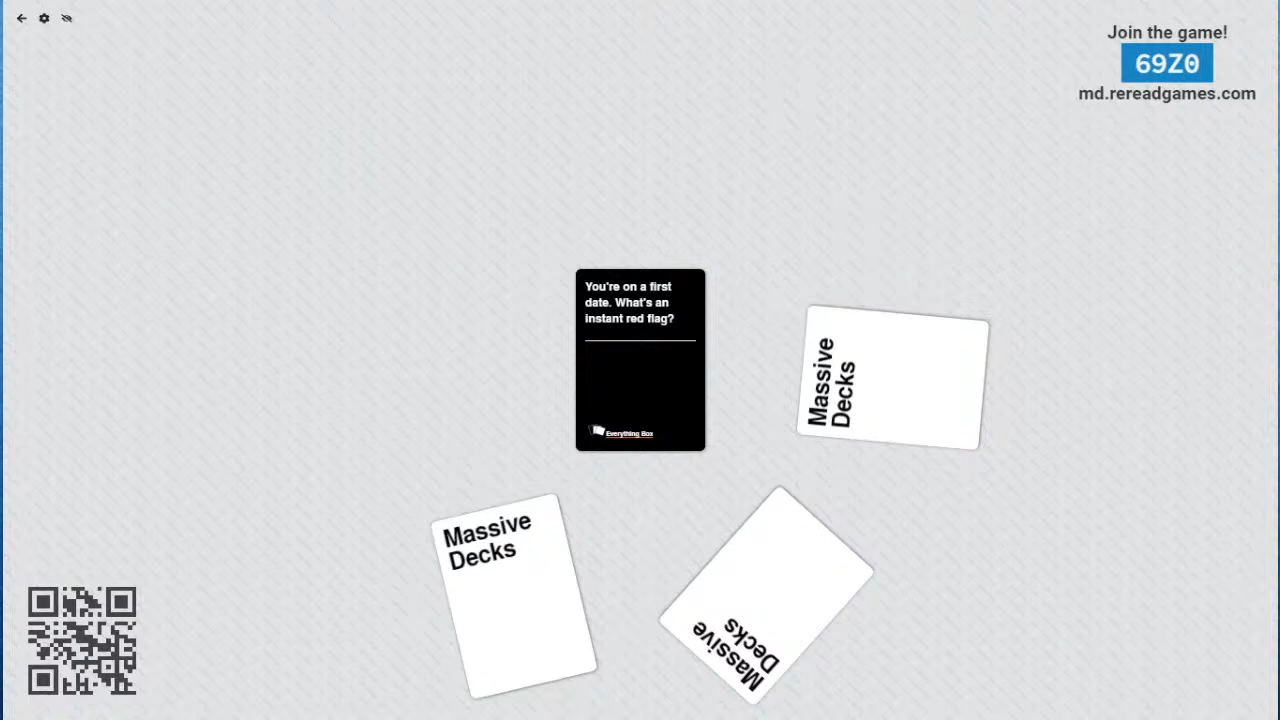 Join the game!
69Z0
md.rereadgames.com
You're on a first
date. What's an
instant red flag?
Everything Box
Massive
Decks
Massive
Decks
Massive
Decks